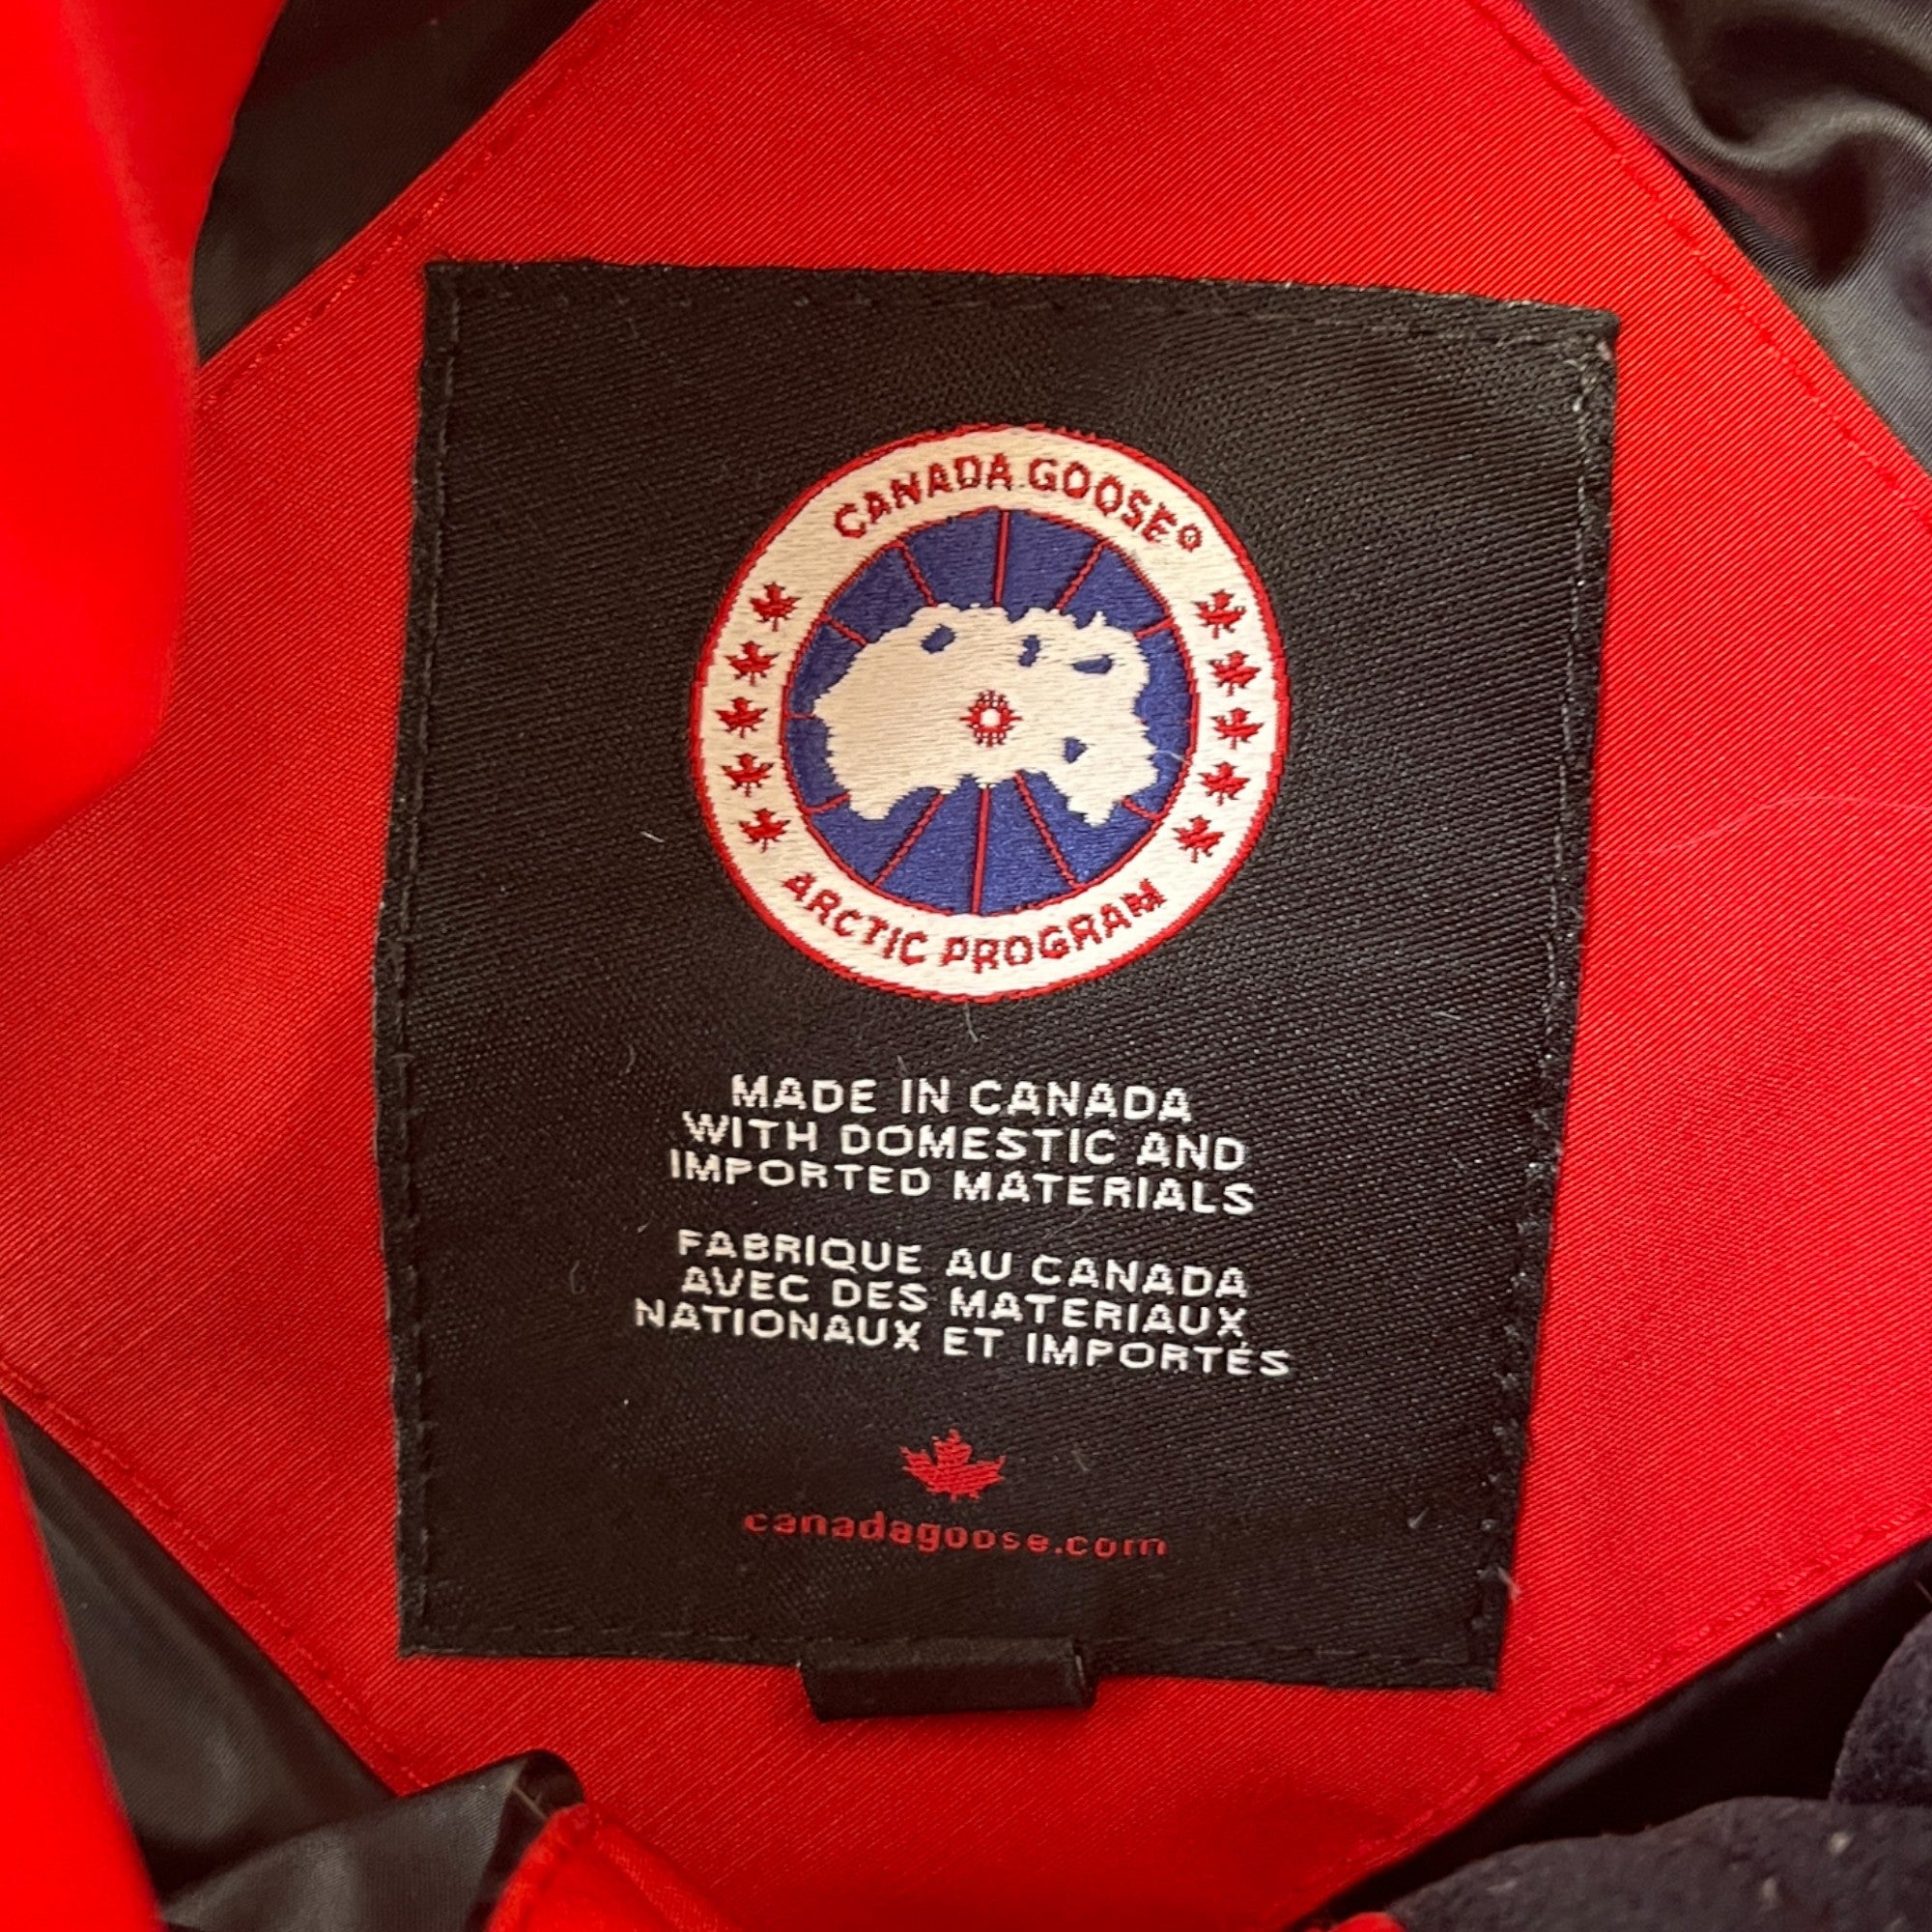 CANADA GOOSE®
ARCTIC PROGRAM
MADE IN CANADA
WITH DOMESTIC AND
IMPORTED MATERIALS
FABRIQUE AU CANADA
AVEC DES MATERIAUX
NATIONAUX ET IMPORTÉS
canadagoose.com